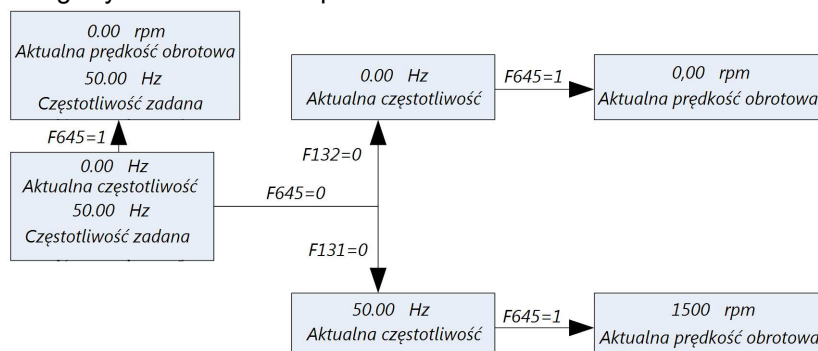 0.00 rpm
Aktualna prędkość obrotowa
50.00 Hz
Częstotliwość zadana
F645=1
0.00 Hz
Aktualna częstotliwość
50.00 Hz
Częstotliwość zadana
F645=0
F132=0
F131=0
0.00 Hz
Aktualna częstotliwość
F645=1
0,00 rpm
Aktualna prędkość obrotowa
50.00 Hz
Aktualna częstotliwość
F645=1
1500 rpm
Aktualna prędkość obrotowa